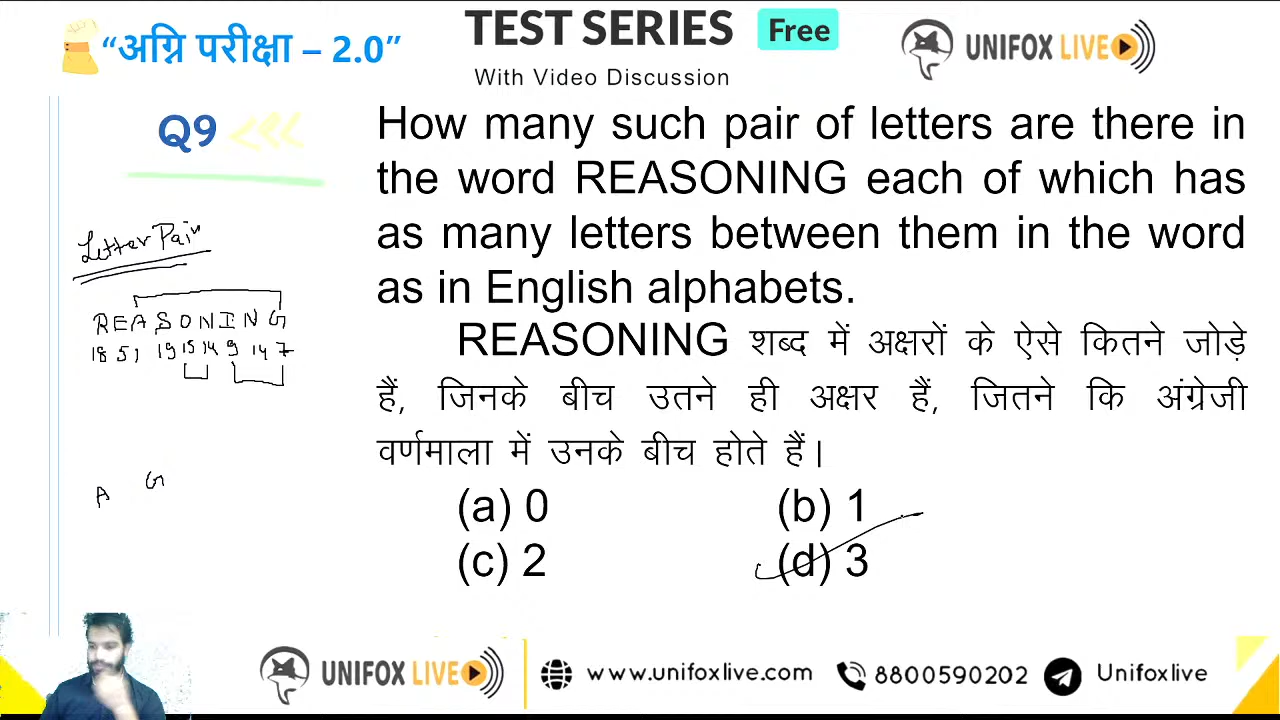 “अग्नि परीक्षा – 2.0”
TEST SERIES Free
With Video Discussion
UNIFOX LIVE
Q9
How many such pair of letters are there in
the word REASONING each of which has
as many letters between them in the word
as in English alphabets.
REASONING शब्द में अक्षरों के ऐसे कितने जोड़े
हैं, जिनके बीच उतने ही अक्षर हैं, जितने कि अंग्रेजी
वर्णमाला में उनके बीच होते हैं।
(a) 0 (b) 1
(c) 2 (d) 3
Letter Pair
R E A S O N I N G
18 5 1 19 15 14 9 14 7
A G
UNIFOX LIVE www.unifoxlive.com 8800590202 Unifoxlive